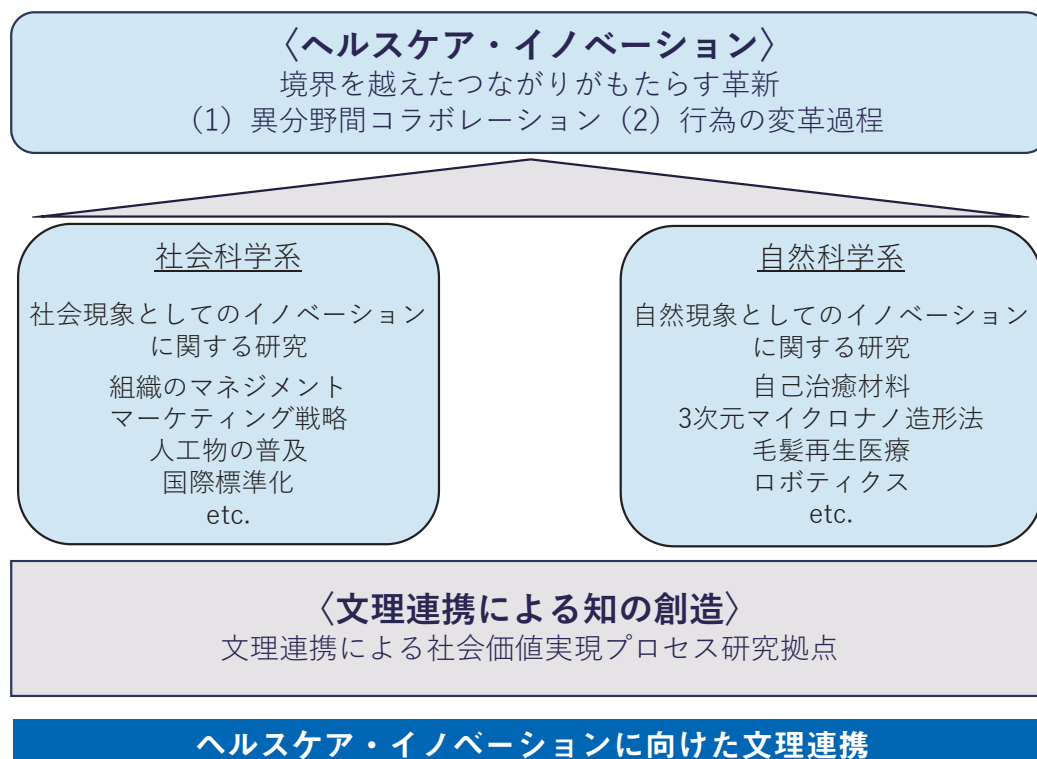 〈ヘルスケア・イノベーション〉
境界を越えたつながりがもたらす革新
（1）異分野間コラボレーション（2）行為の変革過程
社会科学系
社会現象としてのイノベーション
に関する研究
組織のマネジメント
マーケティング戦略
人工物の普及
国際標準化
etc.
自然科学系
自然現象としてのイノベーション
に関する研究
自己治癒材料
3次元マイクロナノ造形法
毛髪再生医療
ロボティクス
etc.
〈文理連携による知の創造〉
文理連携による社会価値実現プロセス研究拠点
ヘルスケア・イノベーションに向けた文理連携